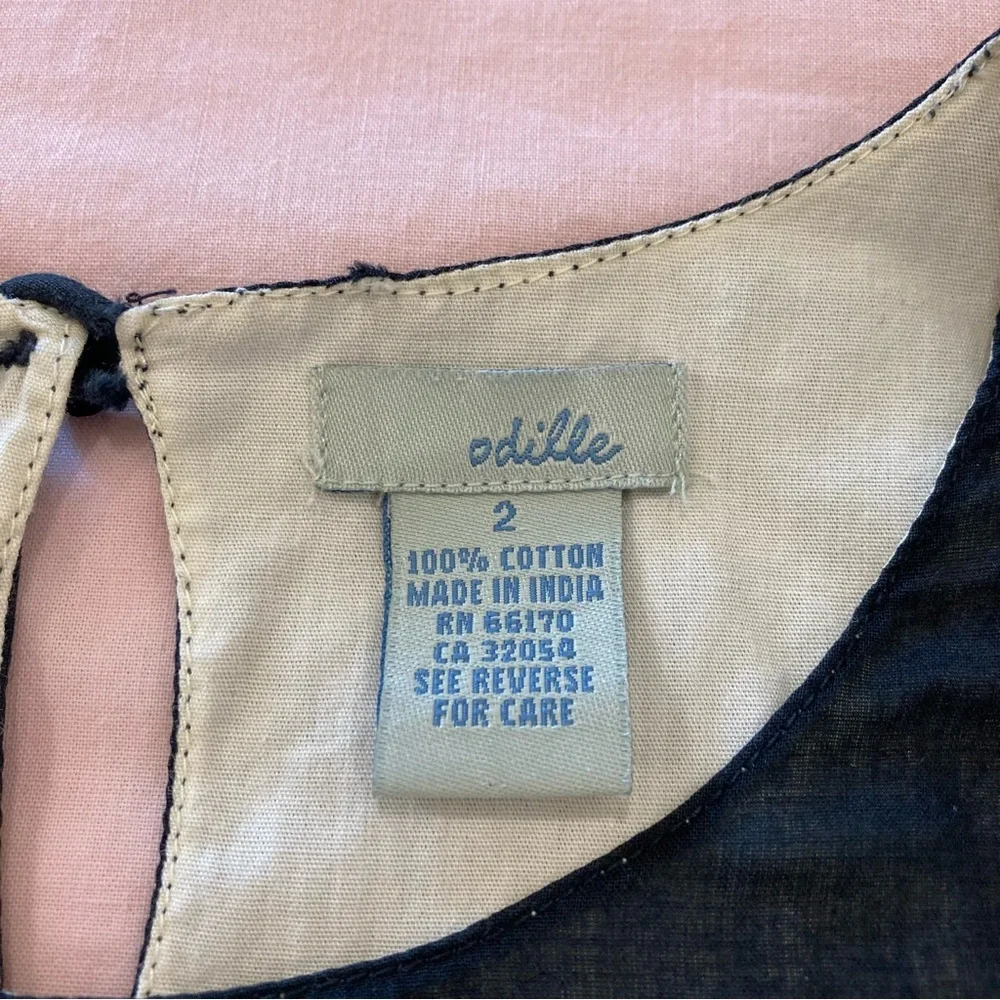 odille
2
100% COTTON
MADE IN INDIA
RN 66170
CA 32054
SEE REVERSE
FOR CARE